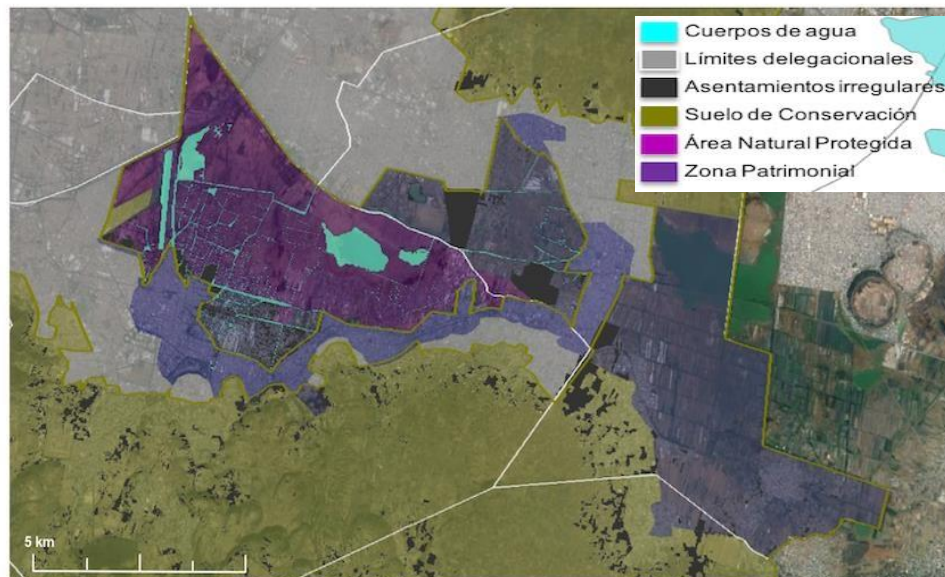 Cuerpos de agua
Límites delegacionales
Asentamientos irregulares
Suelo de Conservación
Área Natural Protegida
Zona Patrimonial
5 km